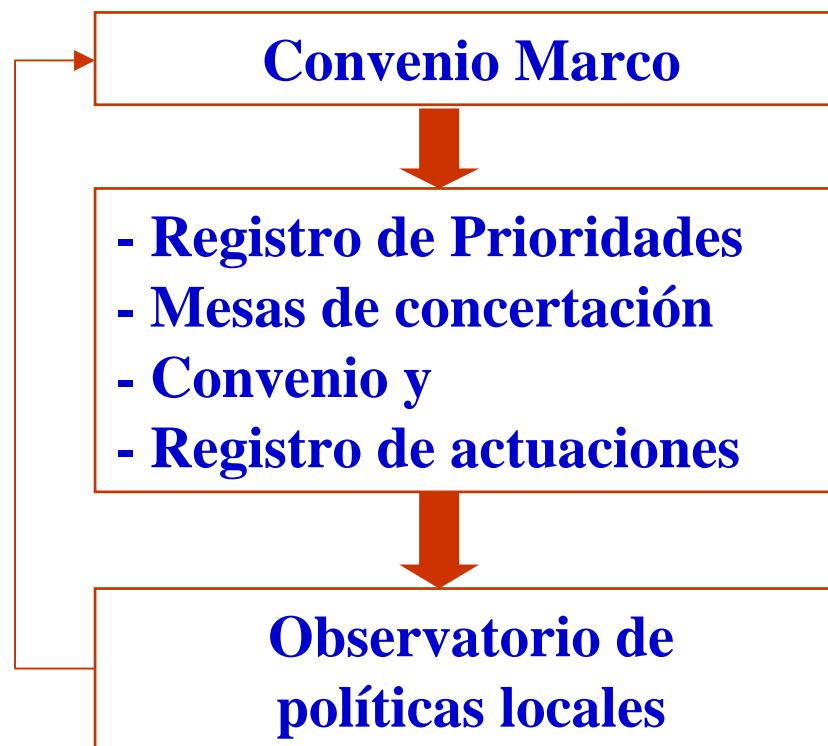 Convenio Marco
- Registro de Prioridades
- Mesas de concertación
- Convenio y
- Registro de actuaciones
Observatorio de
políticas locales